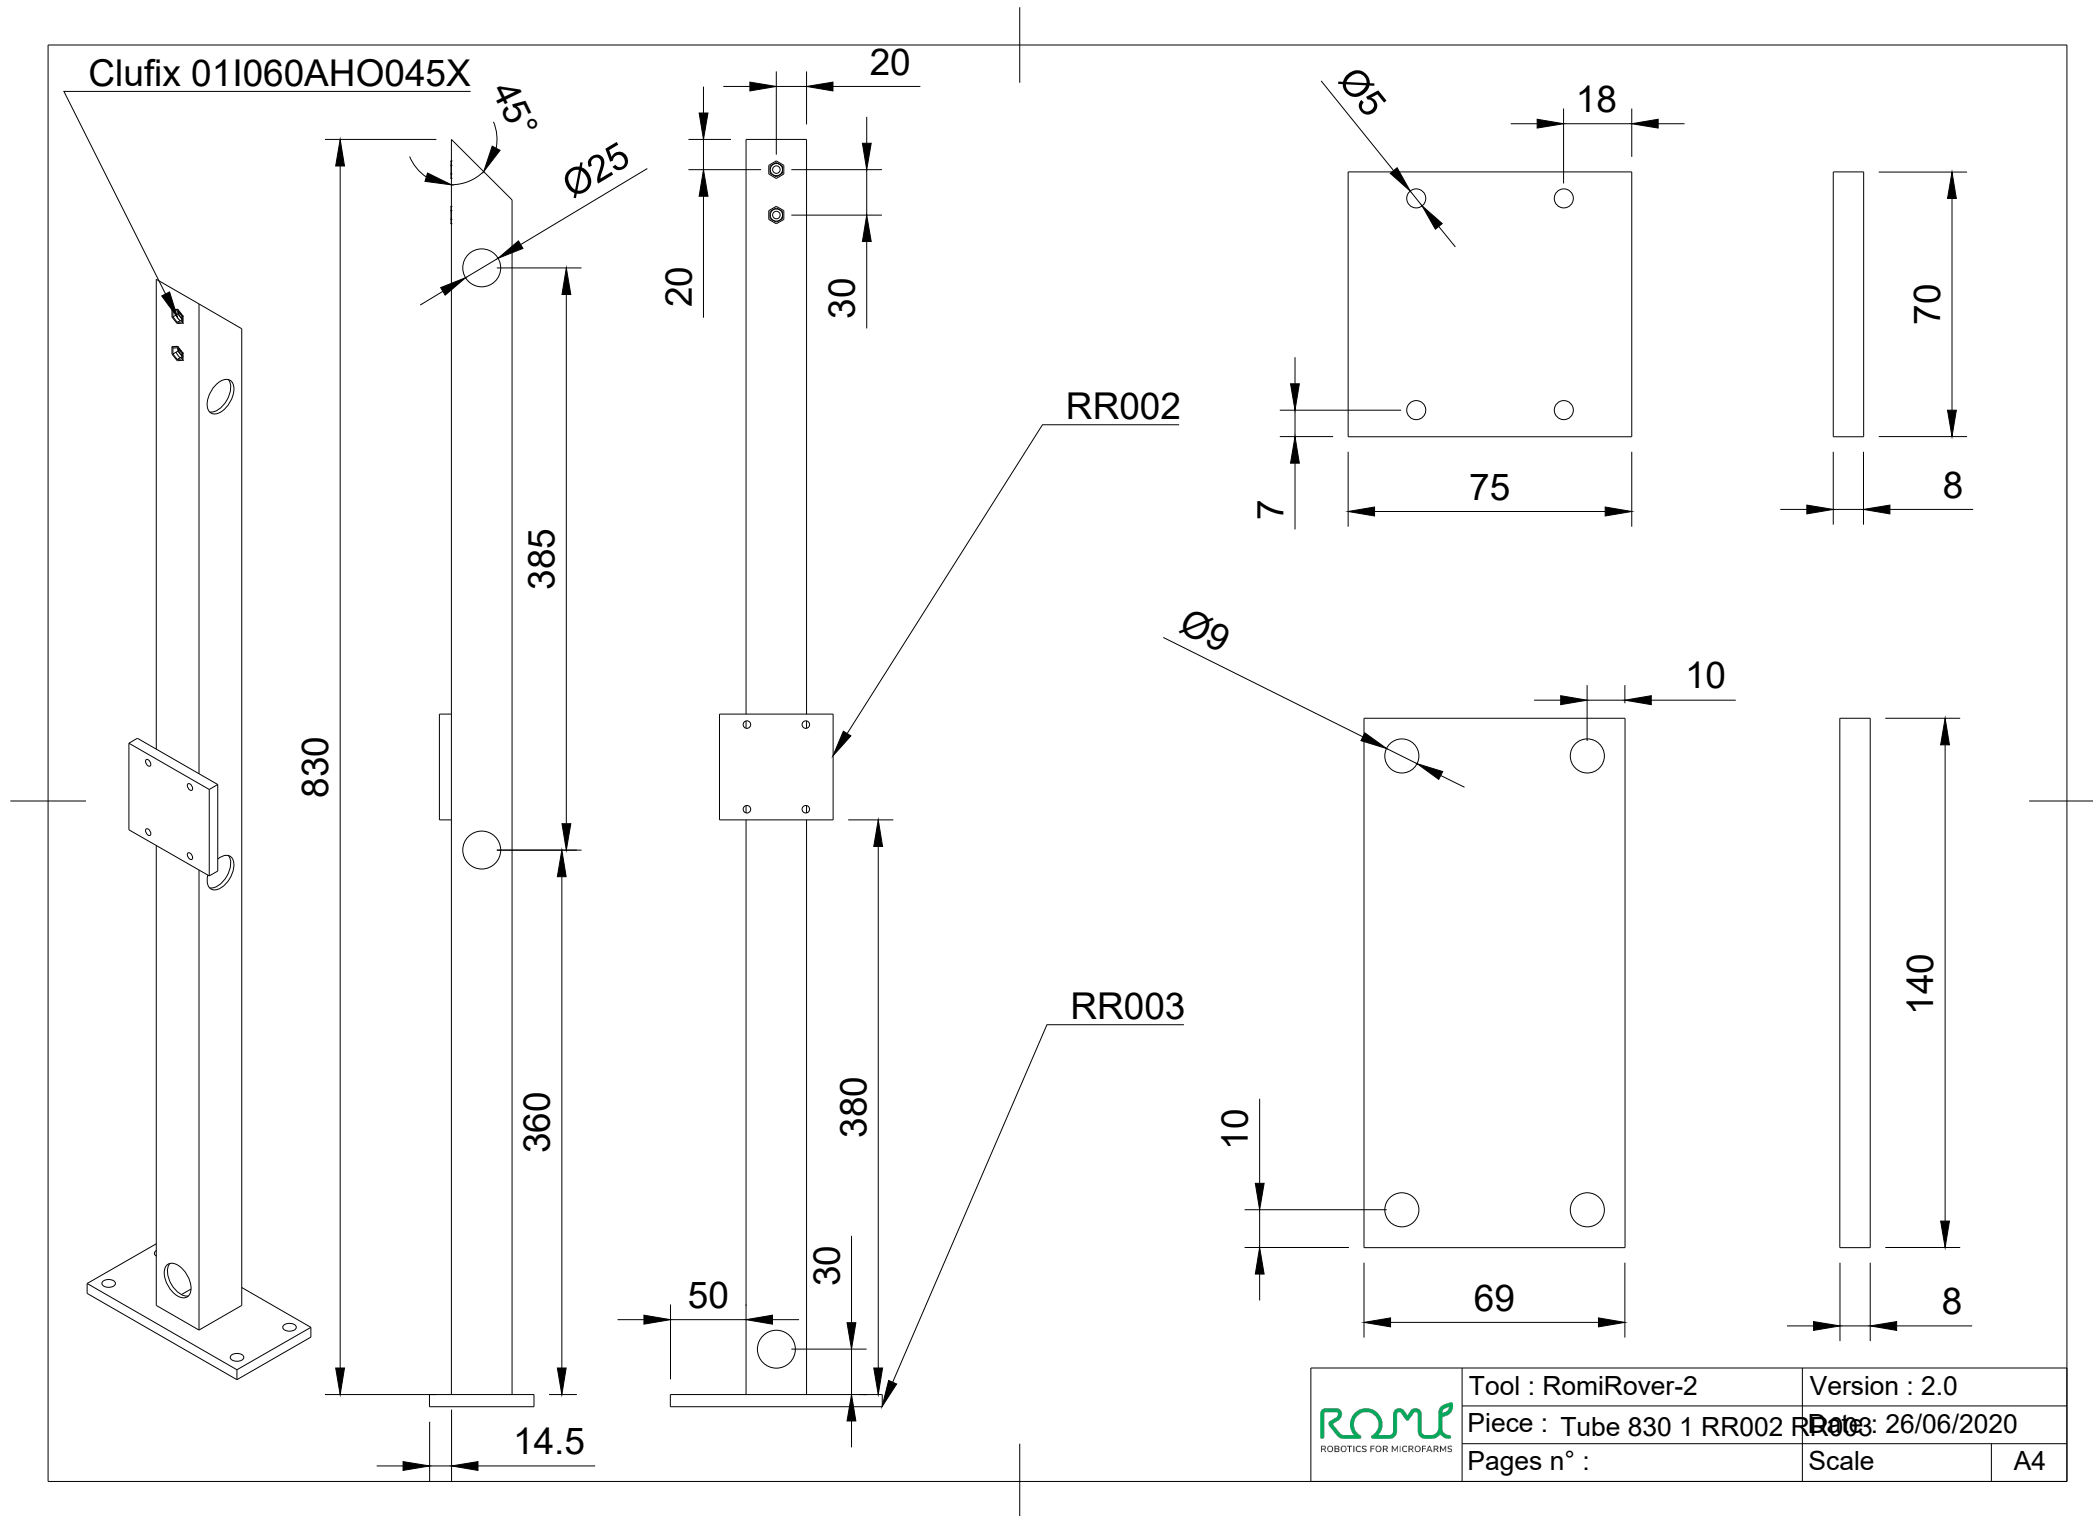 Clufix 01I060AHO045X
45°
Ø25
20
20
30
385
830
360
14.5
RR002
380
RR003
30
50
Ø5
18
70
7
75
8
Ø9
10
140
10
69
8
ROMI
ROBOTICS FOR MICROFARMS
Tool : RomiRover-2
Version : 2.0
Piece : Tube 830 1 RR002 RR003
Date : 26/06/2020
Pages n° :
Scale
A4